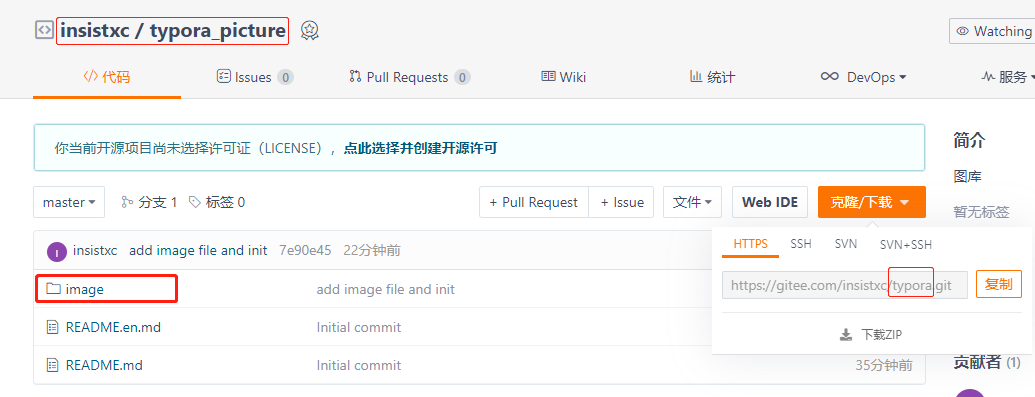 insistxc / typora_picture
Watching
代码 Issues 0 Pull Requests 0 Wiki 统计 DevOps 服务
你当前开源项目尚未选择许可证（LICENSE），点此选择并创建开源许可
简介
图库
暂无标签
master 分支 1 标签 0 + Pull Request + Issue 文件 Web IDE 克隆/下载
I insistxc add image file and init 7e90e45 22分钟前
HTTPS SSH SVN SVN+SSH
image add image file and init
https://gitee.com/insistxc/typora.git 复制
README.en.md Initial commit
下载ZIP
README.md Initial commit 35分钟前
贡献者 (1)